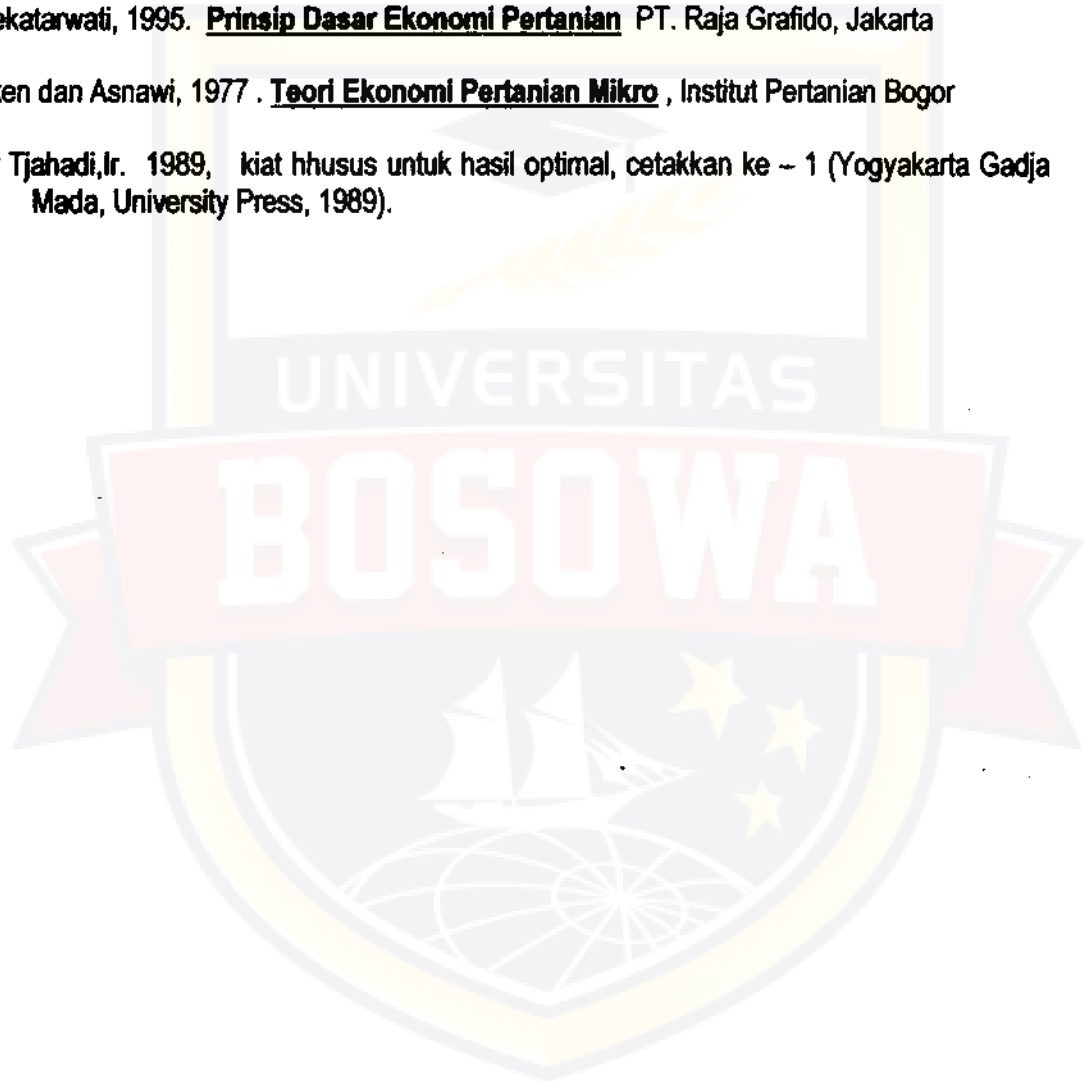 ekatarwati, 1995. Prinsip Dasar Ekonomi Pertanian PT. Raja Grafido, Jakarta
en dan Asnawi, 1977 . Teori Ekonomi Pertanian Mikro , Institut Pertanian Bogor
Tjahadi,Ir. 1989, kiat hhusus untuk hasil optimal, cetakkan ke – 1 (Yogyakarta Gadja
Mada, University Press, 1989).
UNIVERSITAS
BOSOWA